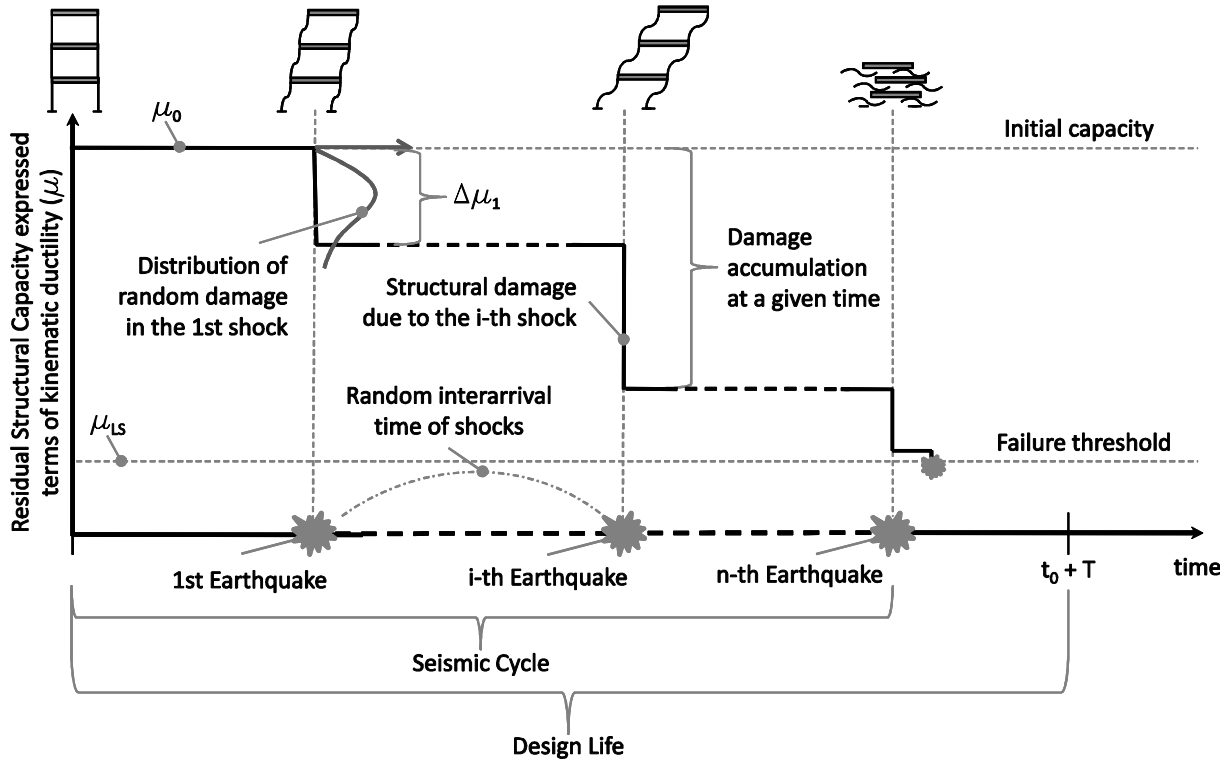 Residual Structural Capacity expressed
terms of kinematic ductility (μ)
μ0
Initial capacity
Δμ1
Distribution of
random damage
in the 1st shock
Structural damage
due to the i-th shock
Damage
accumulation
at a given time
Random interarrival
time of shocks
μLS
Failure threshold
1st Earthquake
i-th Earthquake
n-th Earthquake
t0 + T
time
Seismic Cycle
Design Life